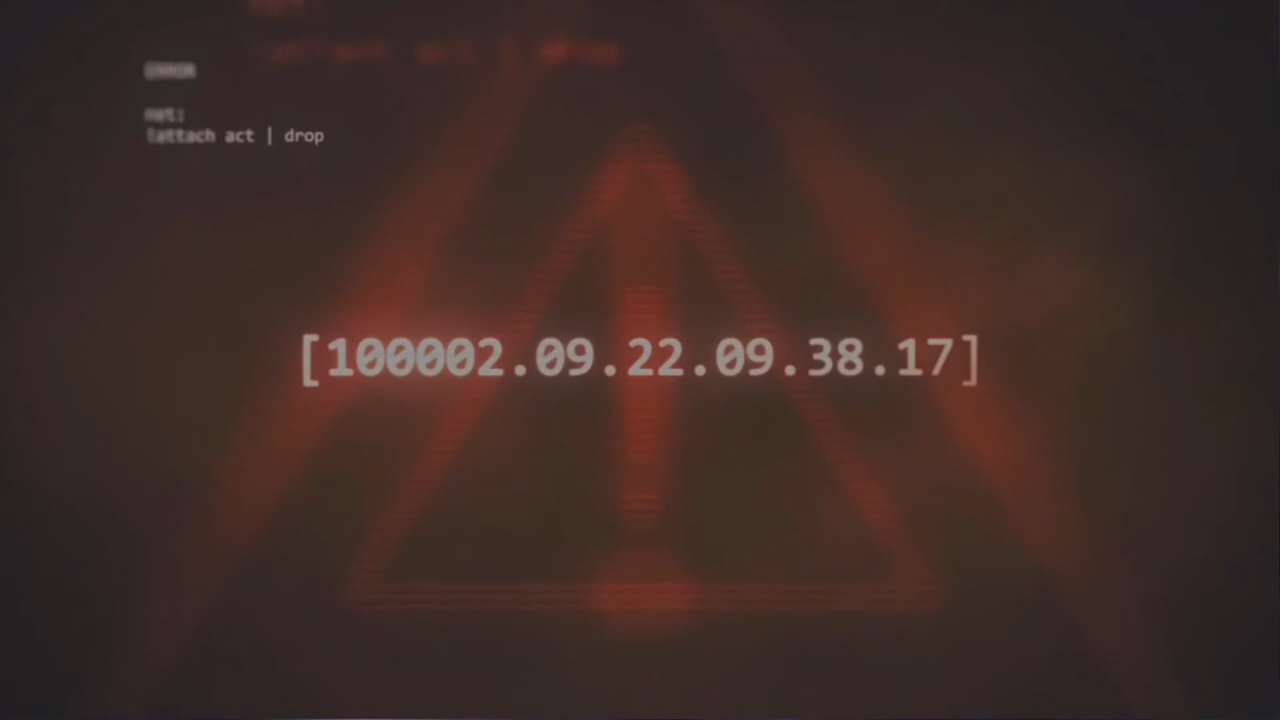 ERROR
net:
!attach act | drop
[100002.09.22.09.38.17]